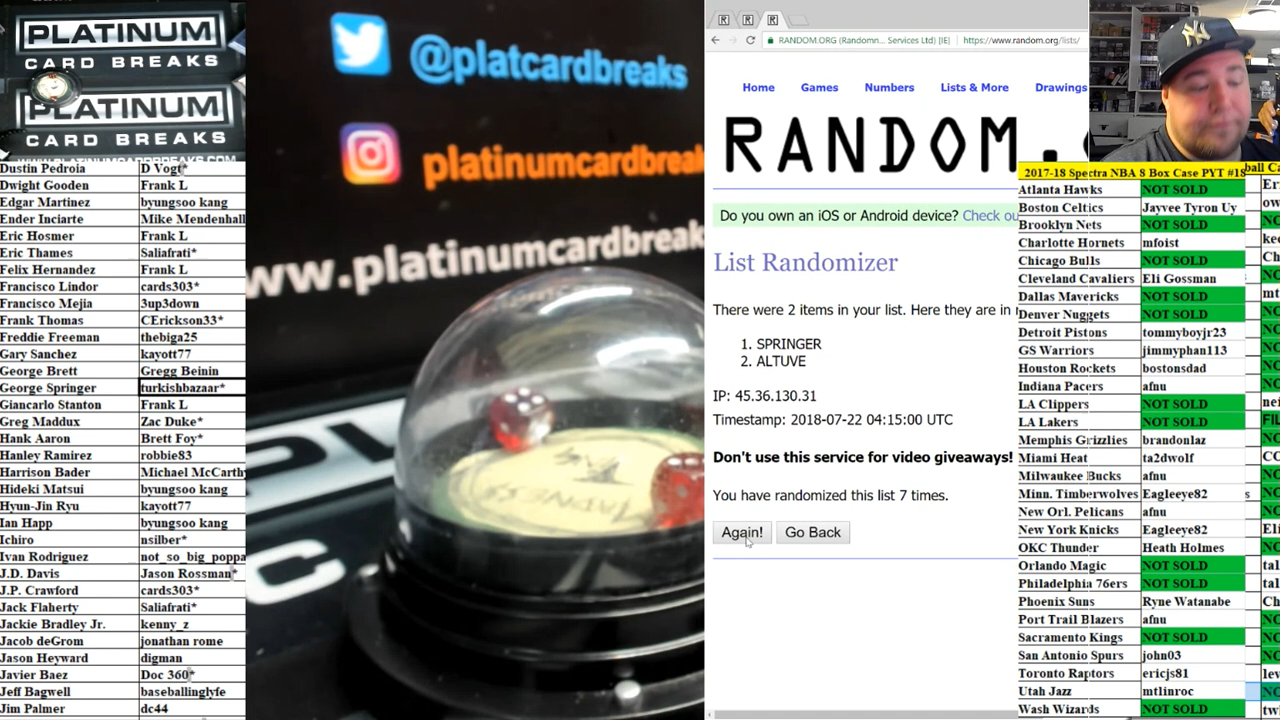 PLATINUM
CARD BREAKS
PLATINUM
CARD BREAKS
WWW.PLATINUMCARDBREAKS.COM
Dustin Pedroia D Vogt*
Dwight Gooden Frank L
Edgar Martinez byungsoo kang
Ender Inciarte Mike Mendenhall
Eric Hosmer Frank L
Eric Thames Saliafrati*
Felix Hernandez Frank L
Francisco Lindor cards303*
Francisco Mejia 3up3down
Frank Thomas CErickson33*
Freddie Freeman thebiga25
Gary Sanchez kayott77
George Brett Gregg Beinin
George Springer turkishbazaar*
Giancarlo Stanton Frank L
Greg Maddux Zac Duke*
Hank Aaron Brett Foy*
Hanley Ramirez robbie83
Harrison Bader Michael McCarth
Hideki Matsui byungsoo kang
Hyun-Jin Ryu kayott77
Ian Happ byungsoo kang
Ichiro nsilber*
Ivan Rodriguez not_so_big_poppa
J.D. Davis Jason Rossman*
J.P. Crawford cards303*
Jack Flaherty Saliafrati*
Jackie Bradley Jr. kenny_z
Jacob deGrom jonathan rome
Jason Heyward digman
Javier Baez Doc 360*
Jeff Bagwell baseballinglyfe
Jim Palmer dc44
@platcardbreaks
platinumcardbreak
www.platinumcardbreak
RANDOM.ORG (Randomn... Services Ltd) [IE] https://www.random.org/lists/
Home Games Numbers Lists & More Drawings
RANDOM.
Do you own an iOS or Android device? Check ou
List Randomizer
There were 2 items in your list. Here they are in
1. SPRINGER
2. ALTUVE
IP: 45.36.130.31
Timestamp: 2018-07-22 04:15:00 UTC
Don't use this service for video giveaways!
You have randomized this list 7 times.
Again! Go Back
2017-18 Spectra NBA 8 Box Case PYT #18
Atlanta Hawks NOT SOLD
Boston Celtics Jayvee Tyron Uy
Brooklyn Nets NOT SOLD
Charlotte Hornets mfoist
Chicago Bulls NOT SOLD
Cleveland Cavaliers Eli Gossman
Dallas Mavericks NOT SOLD
Denver Nuggets NOT SOLD
Detroit Pistons tommyboyjr23
GS Warriors jimmyphan113
Houston Rockets bostonsdad
Indiana Pacers afnu
LA Clippers NOT SOLD
LA Lakers NOT SOLD
Memphis Grizzlies brandonlaz
Miami Heat ta2dwolf
Milwaukee Bucks afnu
Minn. Timberwolves Eagleeye82
New Orl. Pelicans afnu
New York Knicks Eagleeye82
OKC Thunder Heath Holmes
Orlando Magic NOT SOLD
Philadelphia 76ers NOT SOLD
Phoenix Suns Ryne Watanabe
Port Trail Blazers afnu
Sacramento Kings NOT SOLD
San Antonio Spurs john03
Toronto Raptors ericjs81
Utah Jazz mtlinroc
Wash Wizards NOT SOLD